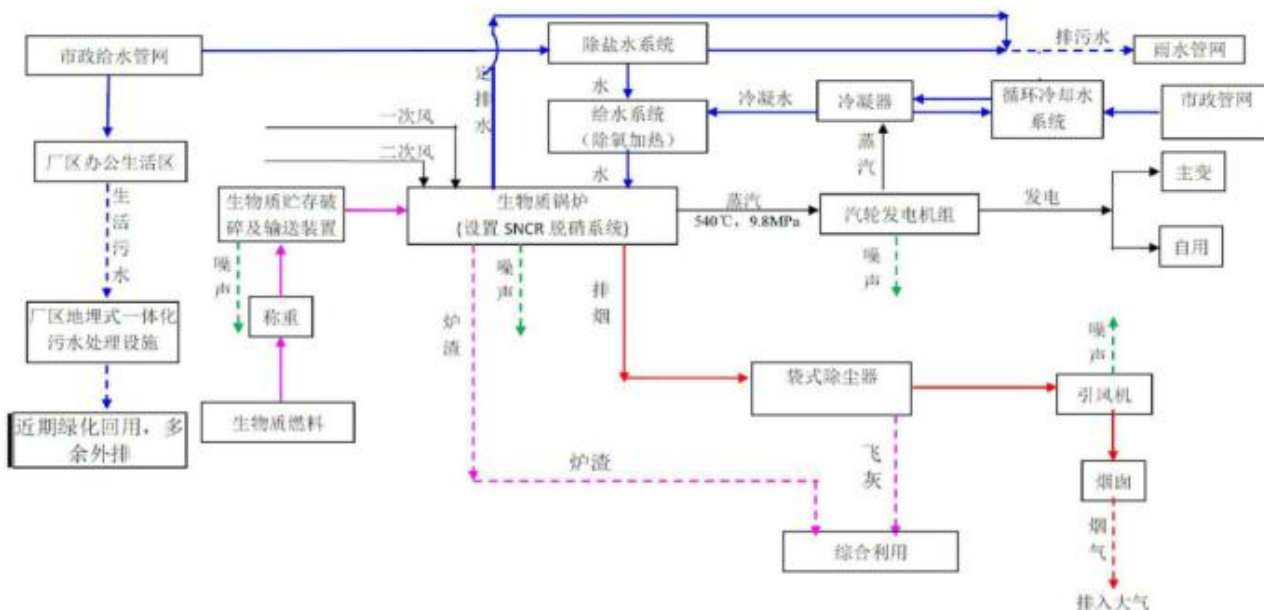 除盐水系统
排污水
雨水管网
市政给水管网
定排水
水
冷凝水
冷凝器
循环冷却水
系统
市政管网
给水系统
（除氧加热）
一次风
二次风
蒸汽
厂区办公生活区
水
主变
生物质贮存破
碎及输送装置
生物质锅炉
(设置 SNCR 脱硝系统)
蒸汽
540℃，9.8MPa
汽轮发电机组
发电
生活污水
自用
噪声
噪声
噪声
排烟
称重
炉渣
厂区地埋式一体化
污水处理设施
噪声
袋式除尘器
引风机
生物质燃料
近期绿化回用，多
余外排
炉渣
飞灰
烟囱
综合利用
烟气
排入大气